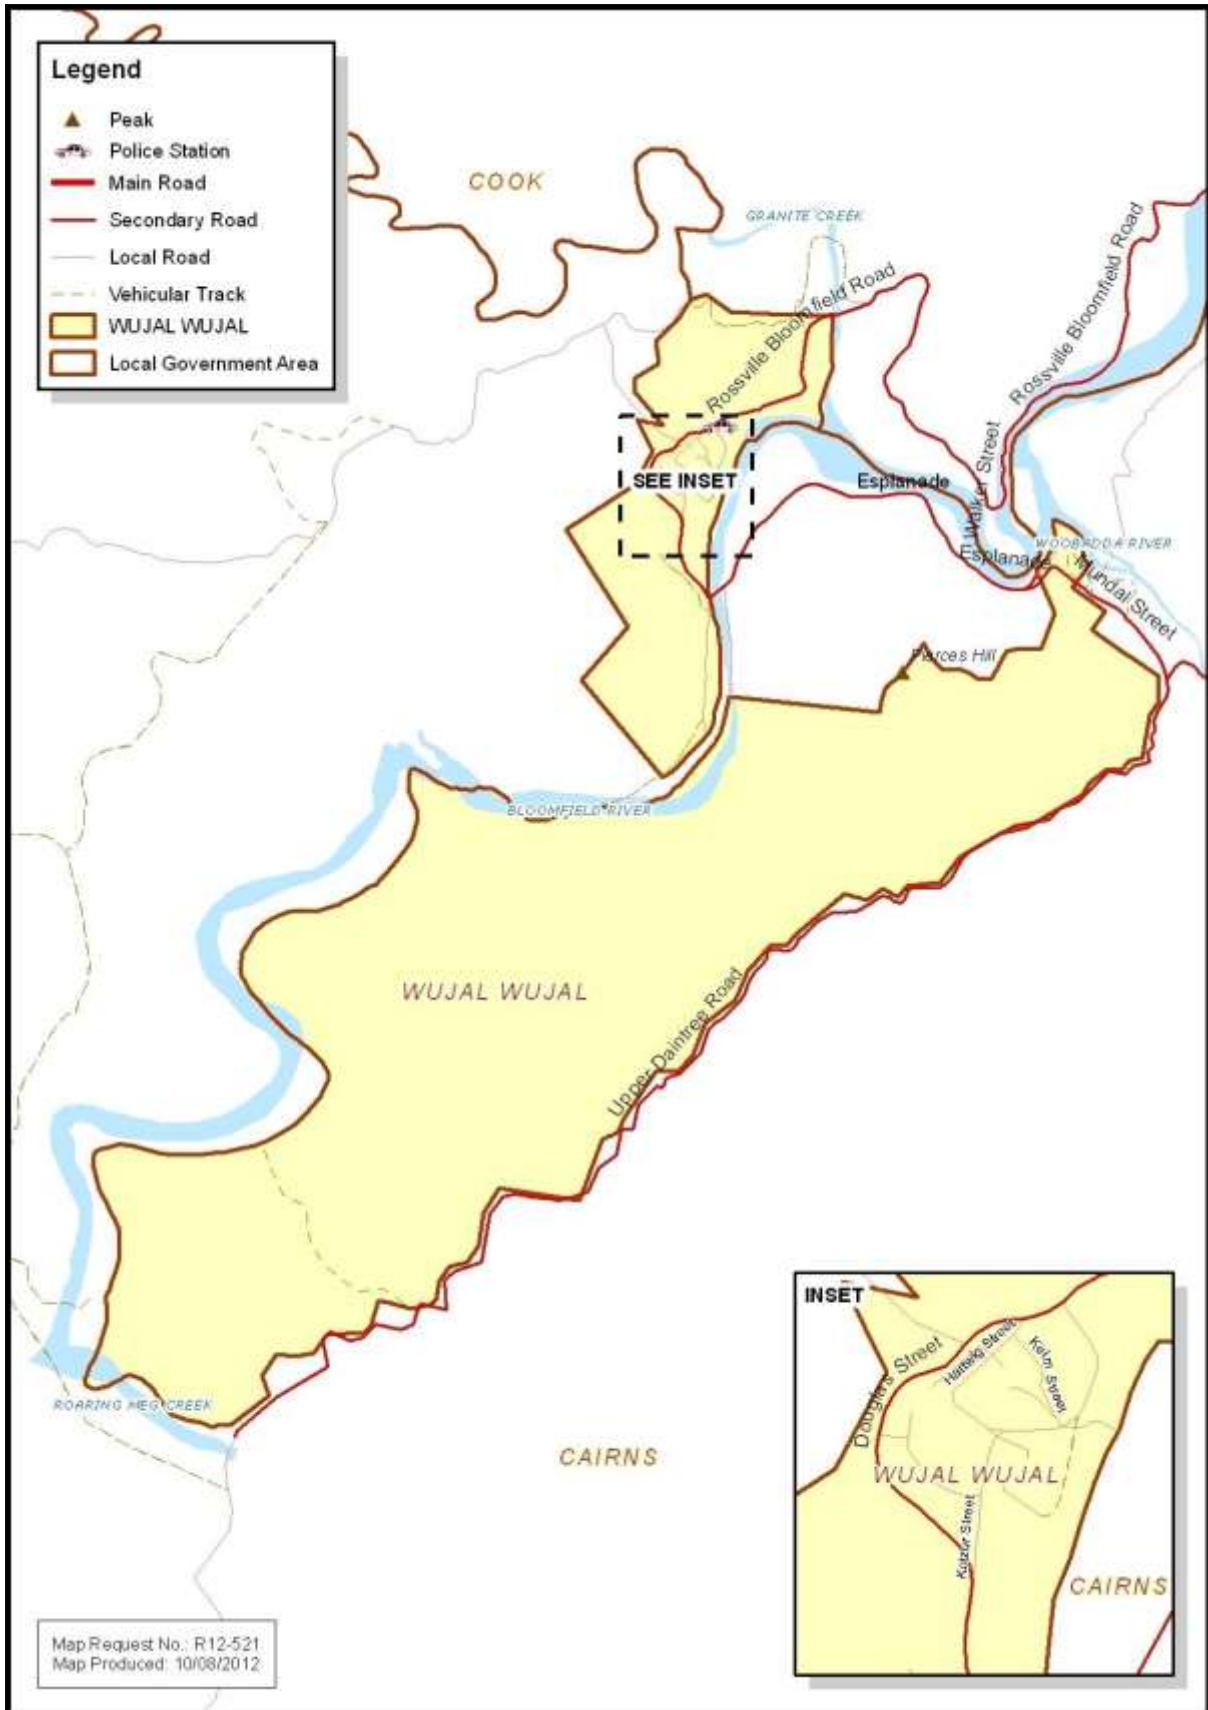 Legend
Peak
Police Station
Main Road
Secondary Road
Local Road
Vehicular Track
WUJAL WUJAL
Local Government Area
COOK
GRANITE CREEK
Rossville Bloomfield Road
Rossville Bloomfield Road
SEE INSET
Esplanade
Walker Street
Esplanade
WOOBADDA RIVER
Mundal Street
Pierces Hill
BLOOMFIELD RIVER
WUJAL WUJAL
Upper Daintree Road
ROARING MEG CREEK
CAIRNS
INSET
Douglas Street
Hartwig Street
Keim Street
WUJAL WUJAL
Kotzur Street
CAIRNS
Map Request No.: R12-521
Map Produced: 10/08/2012